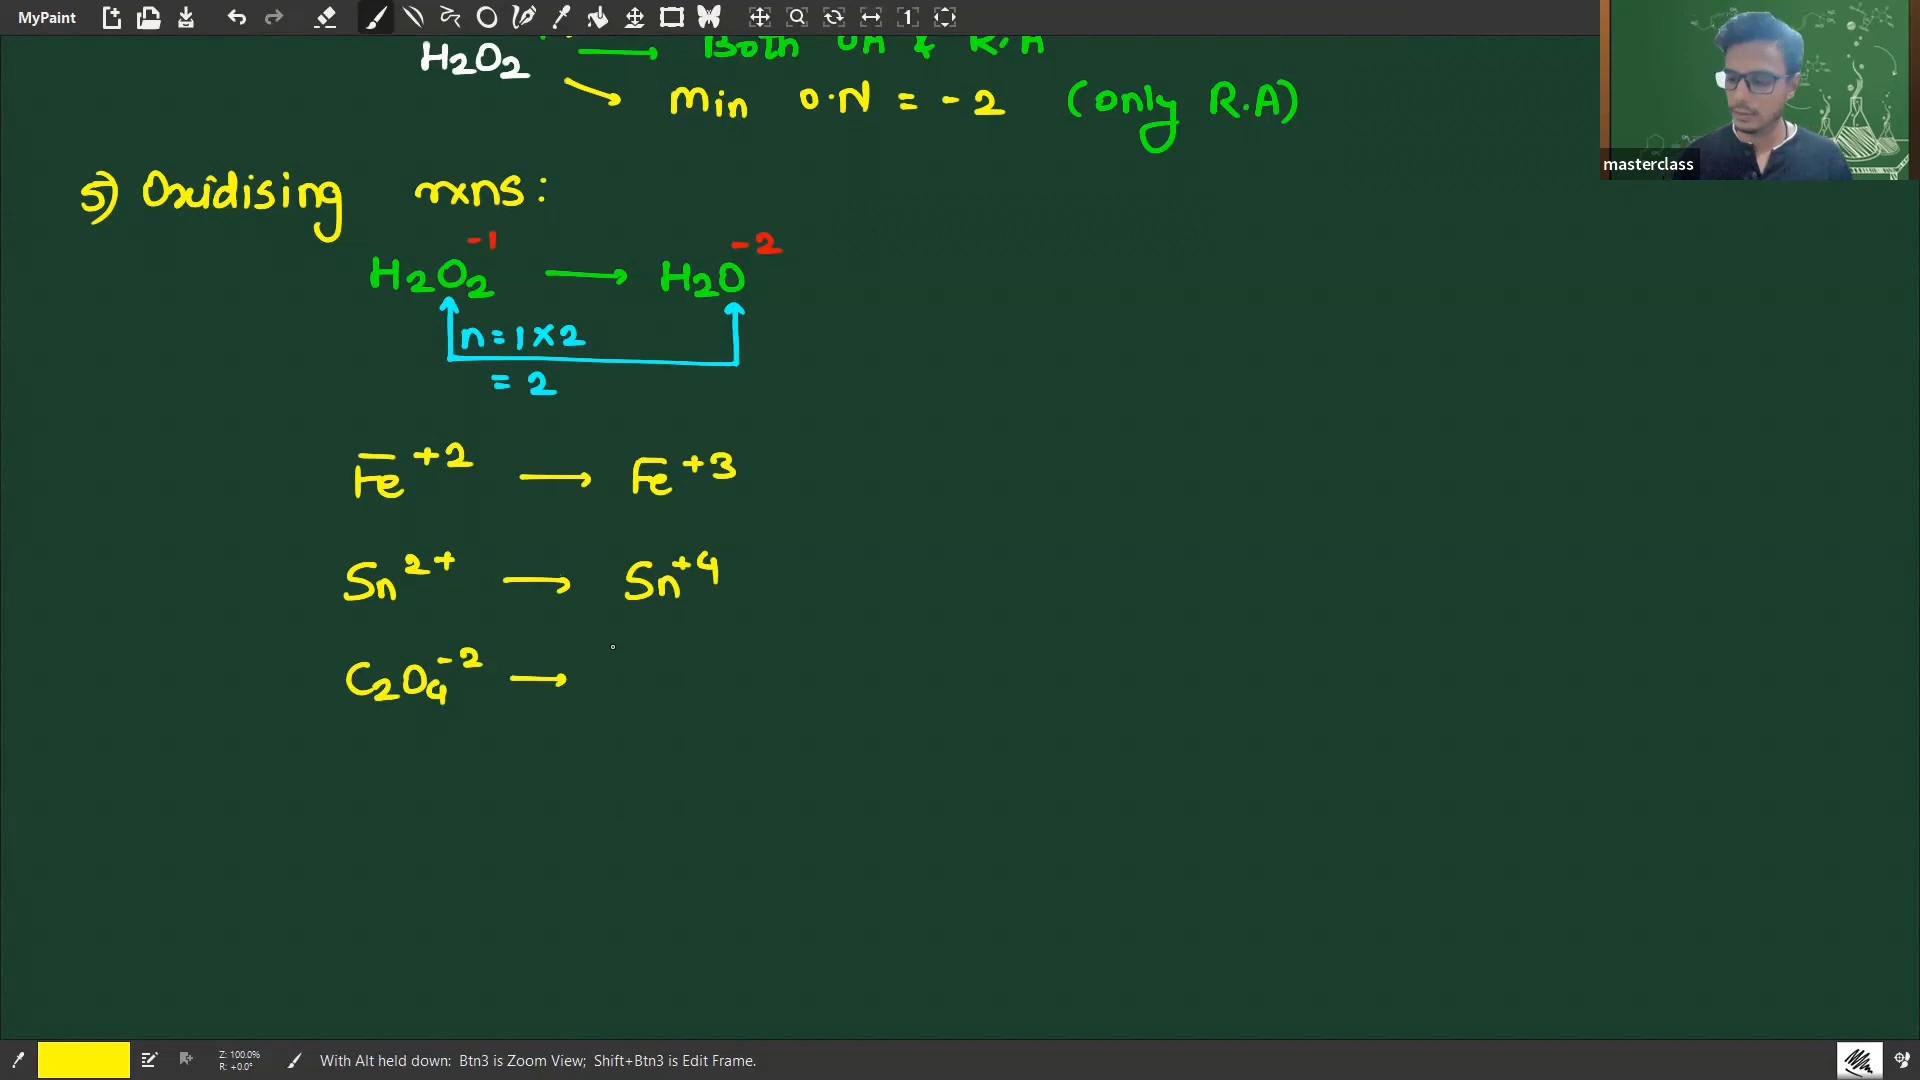 MyPaint
H2O2 → Both OA & R.A
Min O.N = -2 (only R.A)
masterclass
5) Oxidising rxns:
H2O2 -1 → H2O -2
n = 1 × 2
= 2
Fe+2 → Fe+3
Sn2+ → Sn+4
C2O4-2 →
Z: 100.0%
R: +0.0°
With Alt held down: Btn3 is Zoom View; Shift+Btn3 is Edit Frame.